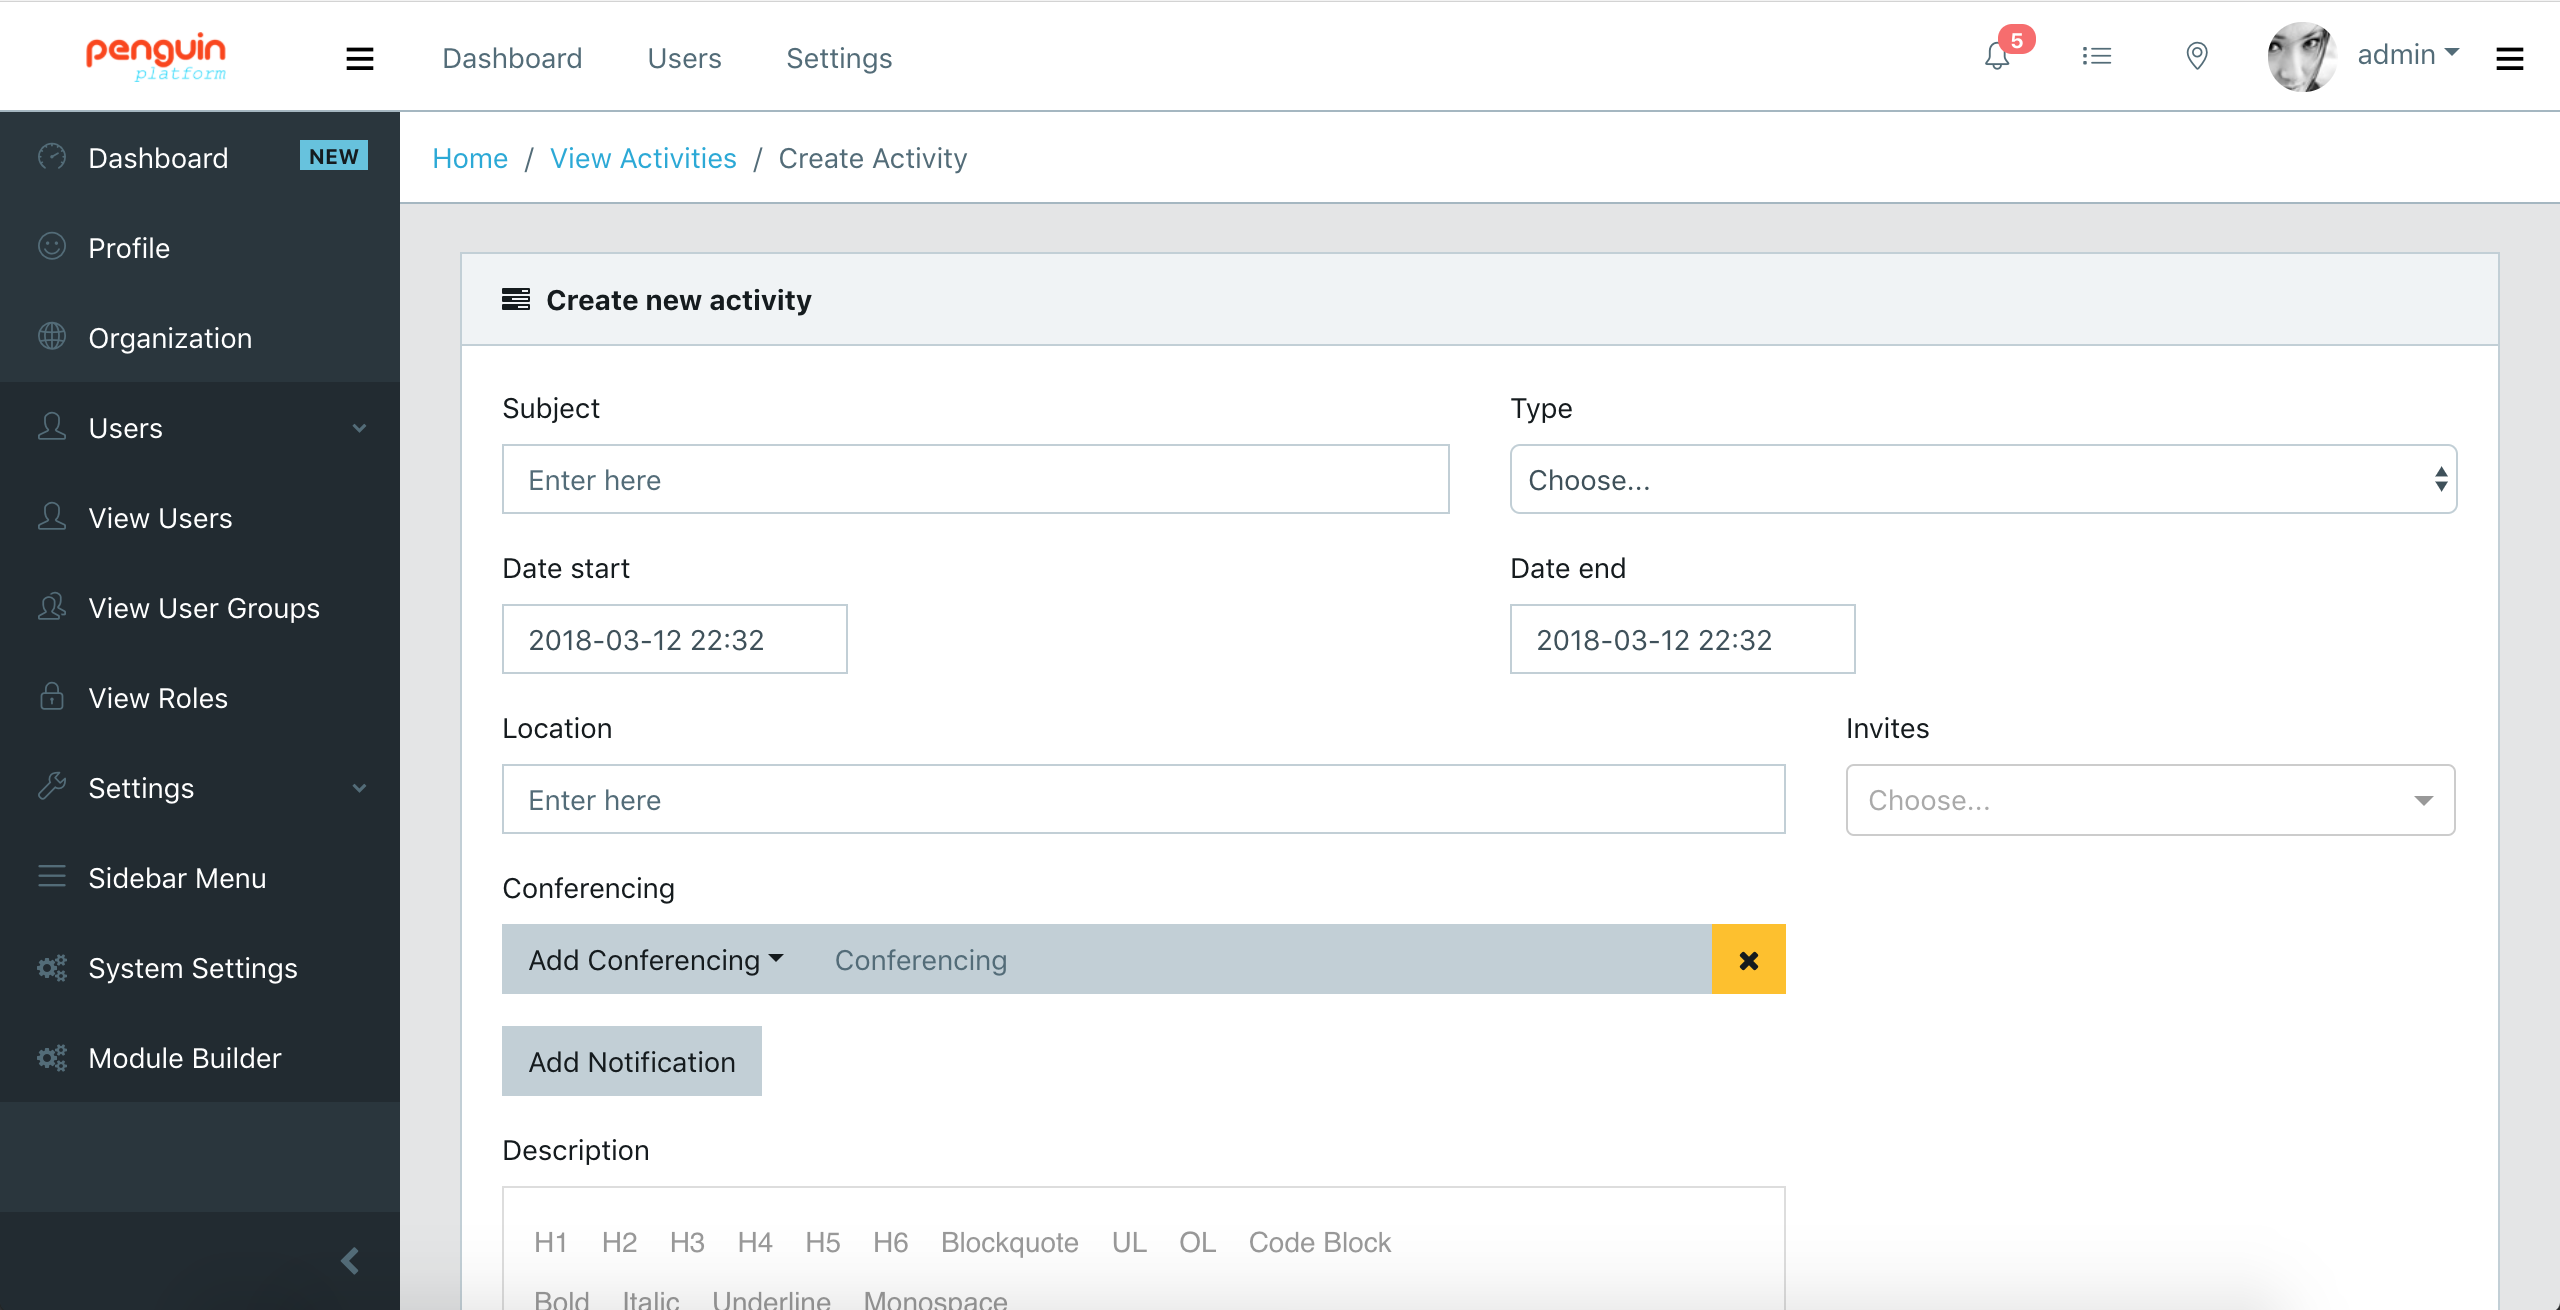 penguin
platform
Dashboard Users Settings
5
admin
Dashboard NEW
Profile
Organization
Users
View Users
View User Groups
View Roles
Settings
Sidebar Menu
System Settings
Module Builder
Home / View Activities / Create Activity
Create new activity
Subject Type
Enter here Choose...
Date start Date end
2018-03-12 22:32 2018-03-12 22:32
Location Invites
Enter here Choose...
Conferencing
Add Conferencing Conferencing
Add Notification
Description
H1 H2 H3 H4 H5 H6 Blockquote UL OL Code Block
Bold Italic Underline Monospace